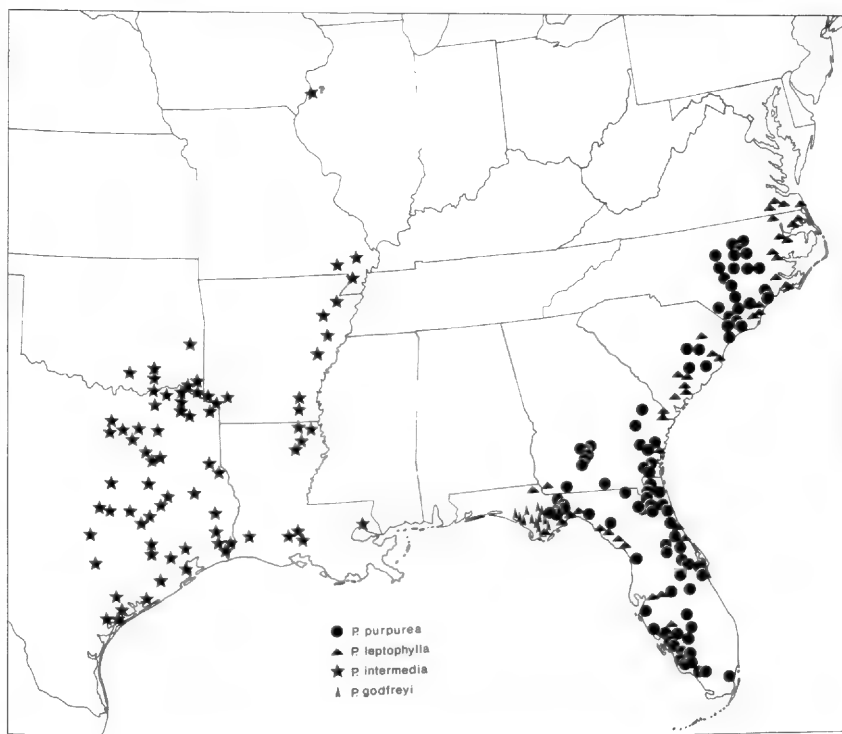 ?
P. purpurea
P. leptophylla
P. intermedia
P. godfreyi